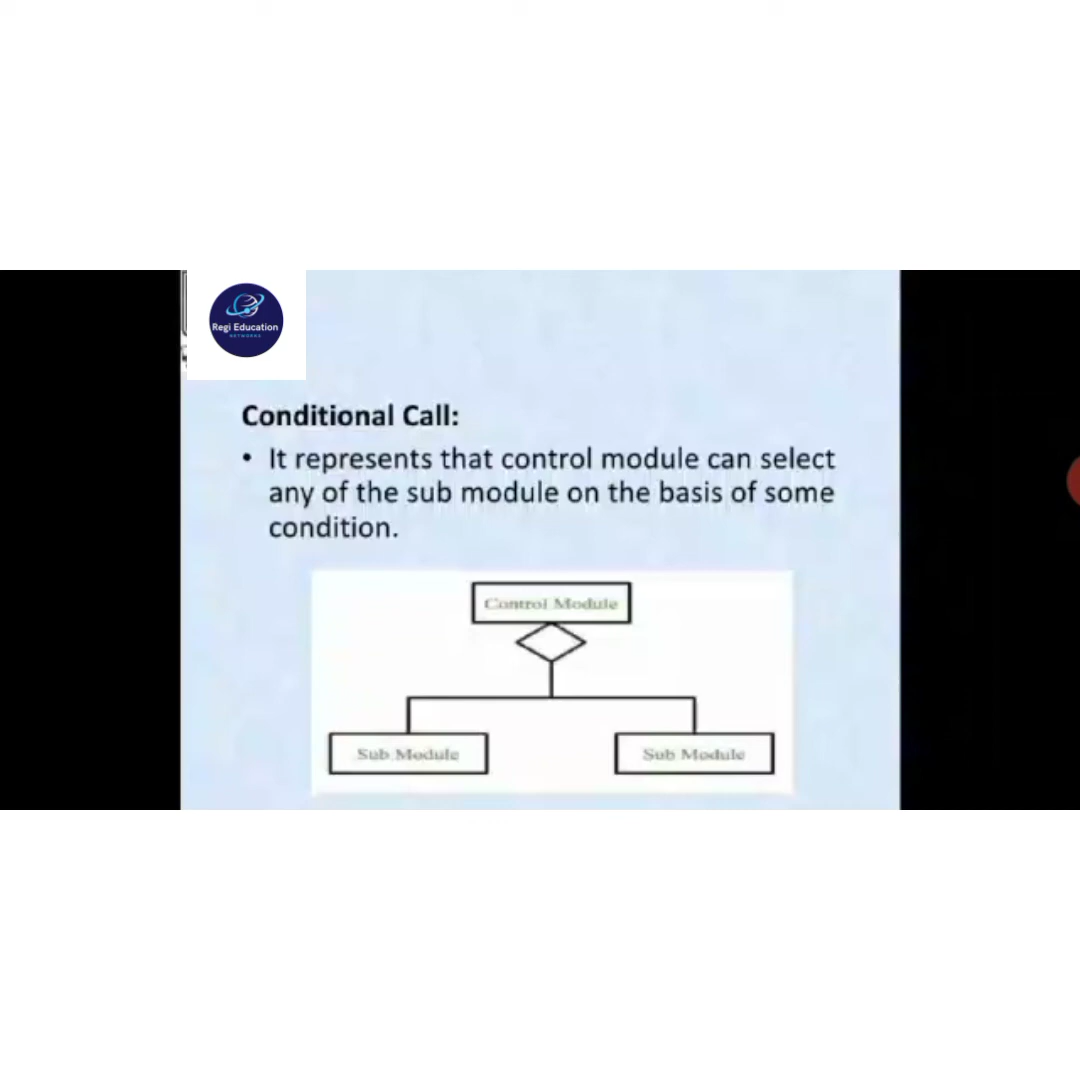 Regi Education
NETWORKS
Conditional Call:
• It represents that control module can select
any of the sub module on the basis of some
condition.
Control Module
Sub Module
Sub Module